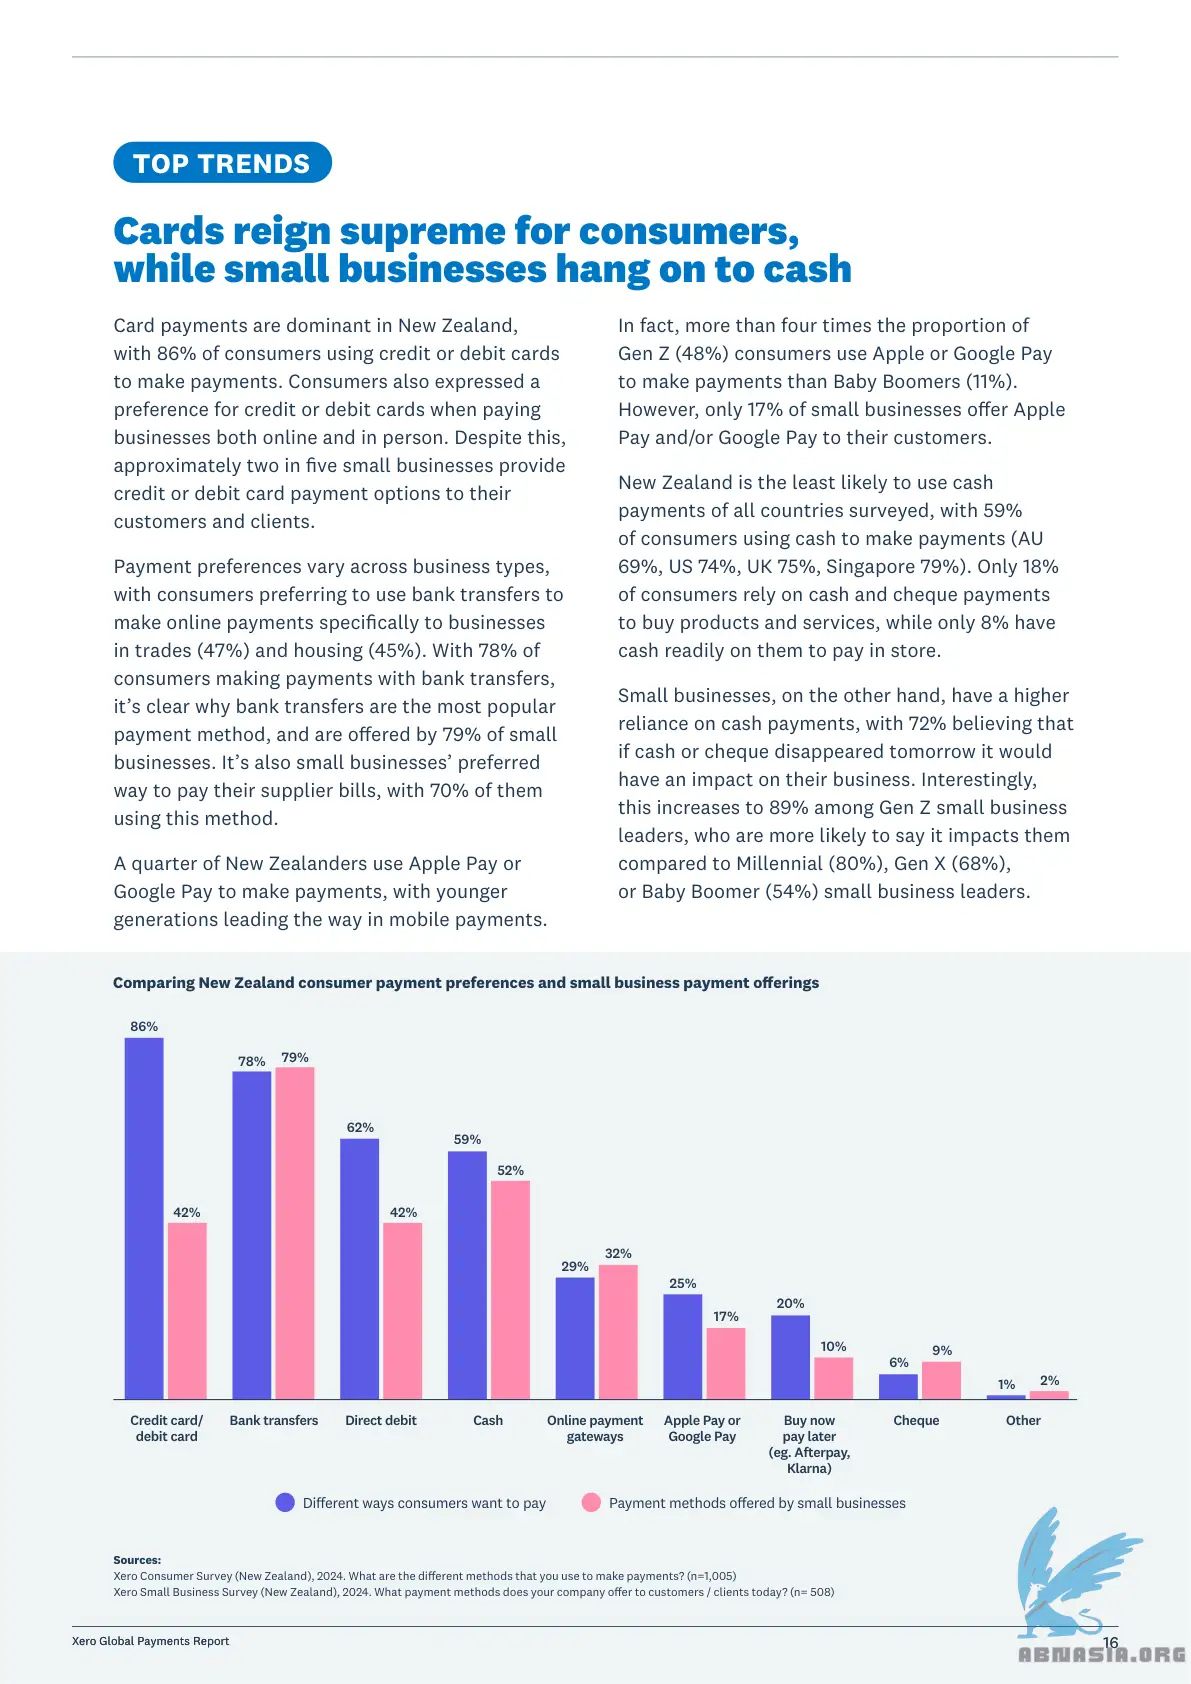 TOP TRENDS
Cards reign supreme for consumers,
while small businesses hang on to cash
Card payments are dominant in New Zealand,
with 86% of consumers using credit or debit cards
to make payments. Consumers also expressed a
preference for credit or debit cards when paying
businesses both online and in person. Despite this,
approximately two in five small businesses provide
credit or debit card payment options to their
customers and clients.
Payment preferences vary across business types,
with consumers preferring to use bank transfers to
make online payments specifically to businesses
in trades (47%) and housing (45%). With 78% of
consumers making payments with bank transfers,
it’s clear why bank transfers are the most popular
payment method, and are offered by 79% of small
businesses. It’s also small businesses’ preferred
way to pay their supplier bills, with 70% of them
using this method.
A quarter of New Zealanders use Apple Pay or
Google Pay to make payments, with younger
generations leading the way in mobile payments.
In fact, more than four times the proportion of
Gen Z (48%) consumers use Apple or Google Pay
to make payments than Baby Boomers (11%).
However, only 17% of small businesses offer Apple
Pay and/or Google Pay to their customers.
New Zealand is the least likely to use cash
payments of all countries surveyed, with 59%
of consumers using cash to make payments (AU
69%, US 74%, UK 75%, Singapore 79%). Only 18%
of consumers rely on cash and cheque payments
to buy products and services, while only 8% have
cash readily on them to pay in store.
Small businesses, on the other hand, have a higher
reliance on cash payments, with 72% believing that
if cash or cheque disappeared tomorrow it would
have an impact on their business. Interestingly,
this increases to 89% among Gen Z small business
leaders, who are more likely to say it impacts them
compared to Millennial (80%), Gen X (68%),
or Baby Boomer (54%) small business leaders.
Comparing New Zealand consumer payment preferences and small business payment offerings
86%
42%
78%
79%
62%
42%
59%
52%
29%
32%
25%
17%
20%
10%
6%
9%
1%
2%
Credit card/
debit card
Bank transfers
Direct debit
Cash
Online payment
gateways
Apple Pay or
Google Pay
Buy now
pay later
(eg. Afterpay,
Klarna)
Cheque
Other
Different ways consumers want to pay
Payment methods offered by small businesses
Sources:
Xero Consumer Survey (New Zealand), 2024. What are the different methods that you use to make payments? (n=1,005)
Xero Small Business Survey (New Zealand), 2024. What payment methods does your company offer to customers / clients today? (n= 508)
Xero Global Payments Report
16
ABNASIA.ORG